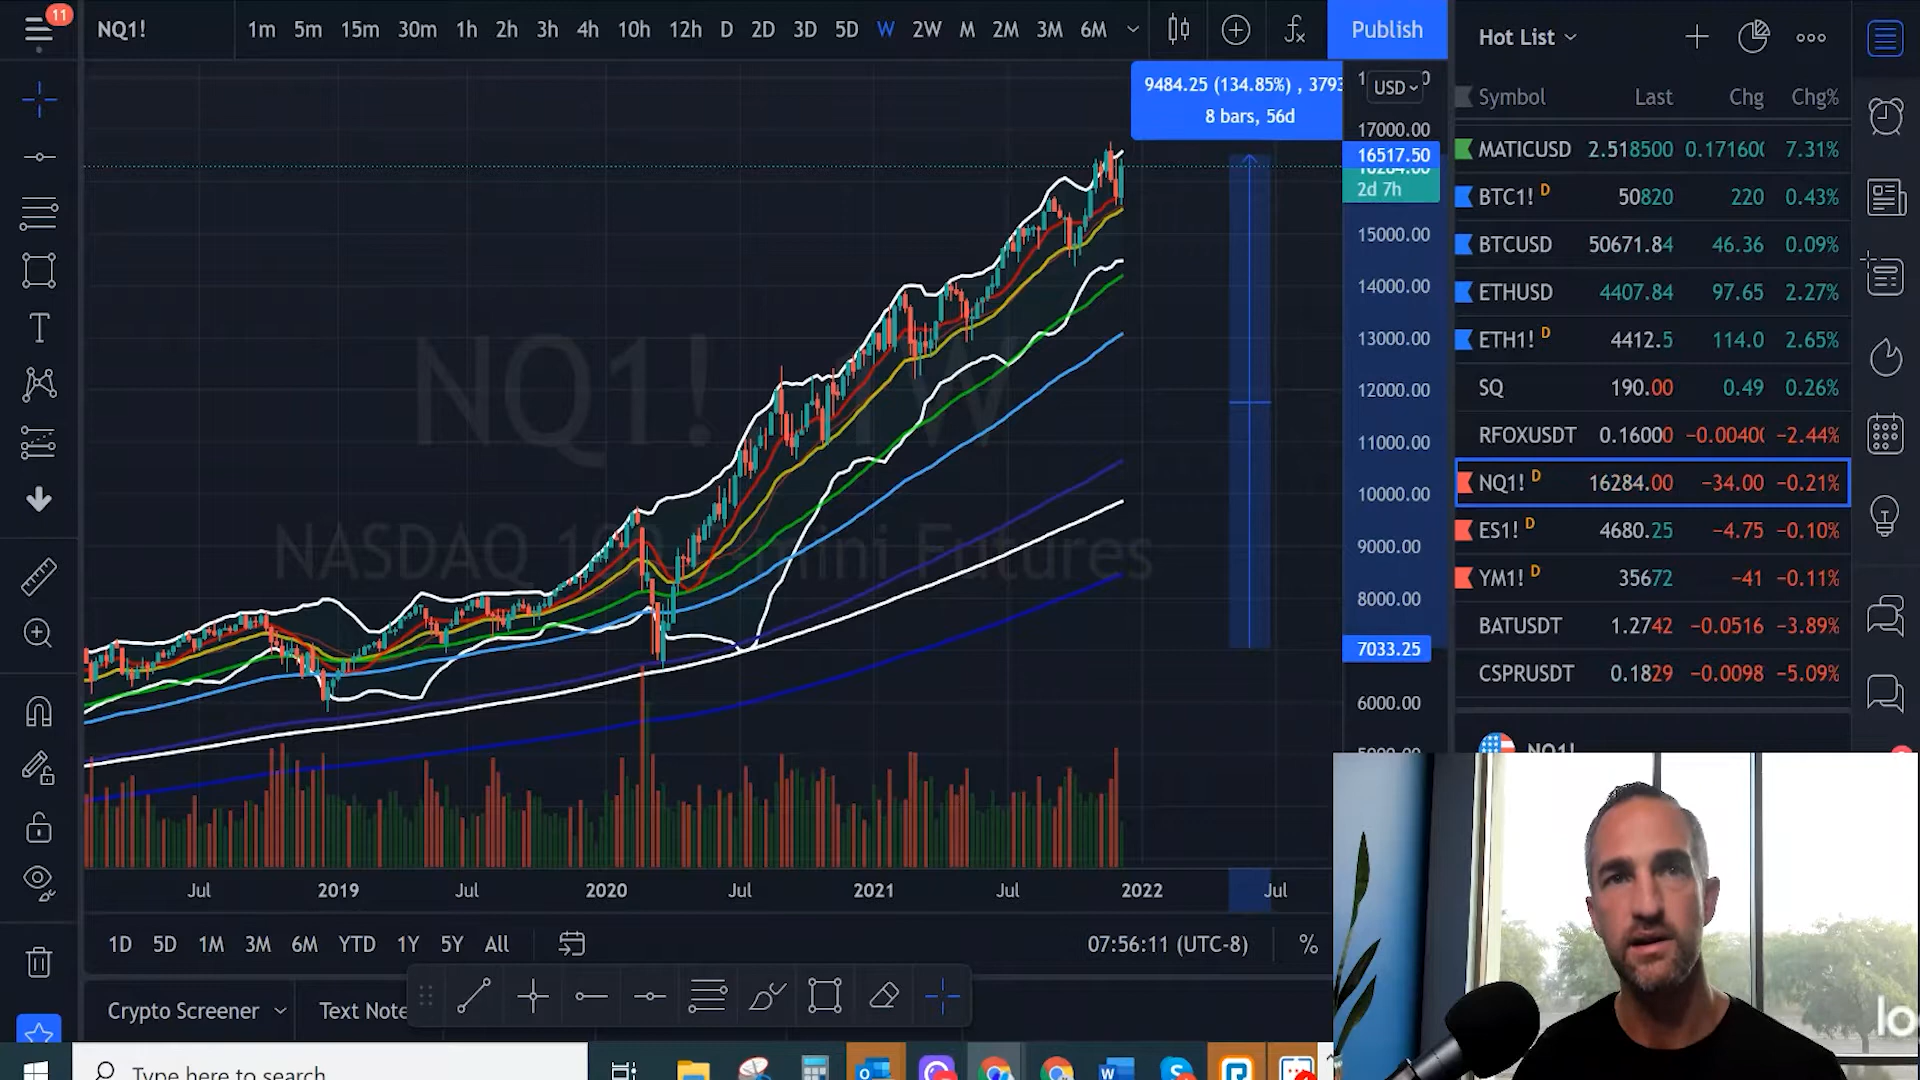 11
NQ1!
1m 5m 15m 30m 1h 2h 3h 4h 10h 12h D 2D 3D 5D W 2W M 2M 3M 6M
Publish
Hot List
9484.25 (134.85%) , 3793
8 bars, 56d
USD
Symbol Last Chg Chg%
MATICUSD 2.518500 0.17160 7.31%
BTC1! D 50820 220 0.43%
BTCUSD 50671.84 46.36 0.09%
ETHUSD 4407.84 97.65 2.27%
ETH1! D 4412.5 114.0 2.65%
SQ 190.00 0.49 0.26%
RFOXUSDT 0.16000 −0.0040 −2.44%
NQ1! D 16284.00 −34.00 −0.21%
ES1! D 4680.25 −4.75 −0.10%
YM1! D 35672 −41 −0.11%
BATUSDT 1.2742 −0.0516 −3.89%
CSPRUSDT 0.1829 −0.0098 −5.09%
NQ1!
17000.00
16517.50
16284.00
2d 7h
15000.00
14000.00
13000.00
12000.00
11000.00
10000.00
9000.00
8000.00
7033.25
6000.00
NQ1!
NASDAQ
Futures
Jul 2019 Jul 2020 Jul 2021 Jul 2022 Jul
1D 5D 1M 3M 6M YTD 1Y 5Y All
07:56:11 (UTC-8) %
Crypto Screener
Text Note
Type here to search
lo